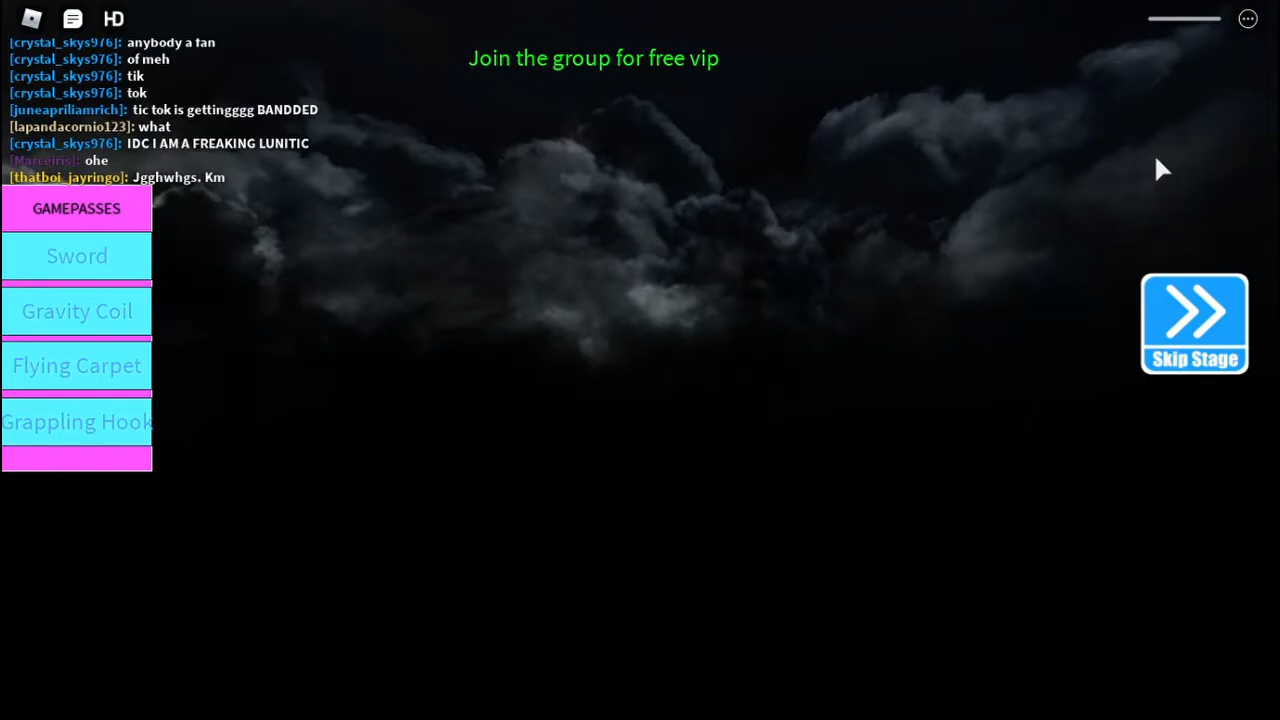 HD
[crystal_skys976]: anybody a fan
[crystal_skys976]: of meh
[crystal_skys976]: tik
[crystal_skys976]: tok
[juneapriliamrich]: tic tok is gettingggg BANDDED
[lapandacornio123]: what
[crystal_skys976]: IDC I AM A FREAKING LUNITIC
[Marceiris]: ohe
[thatboi_jayringo]: Jgghwhgs. Km
Join the group for free vip
GAMEPASSES
Sword
Gravity Coil
Flying Carpet
Grappling Hook
Skip Stage